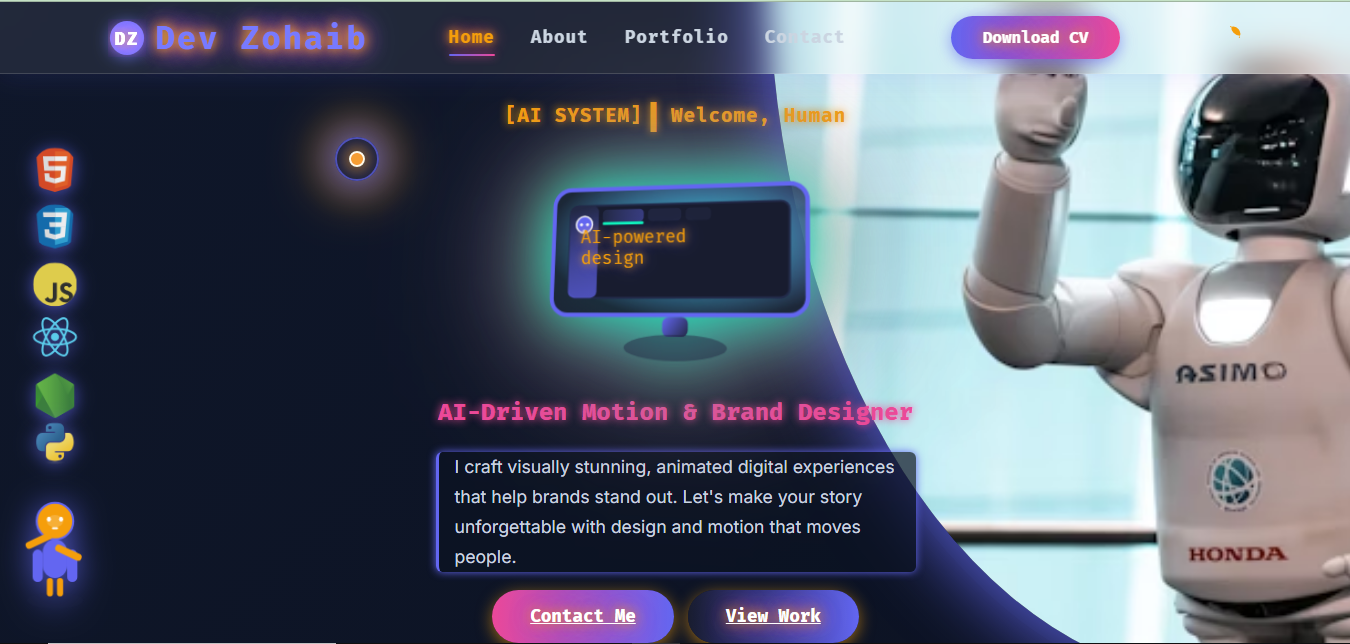 DZ Dev Zohaib Home About Portfolio Contact Download CV
[AI SYSTEM] Welcome, Human
5
3
JS
AI-powered
design
ASIMO
AI-Driven Motion & Brand Designer
I craft visually stunning, animated digital experiences
that help brands stand out. Let's make your story
unforgettable with design and motion that moves
people.
HONDA
Contact Me View Work